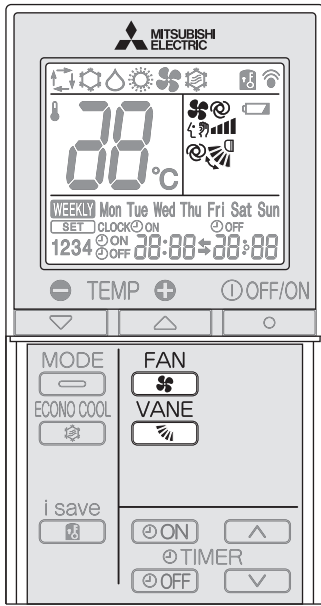 MITSUBISHI
ELECTRIC
88°C
WEEKLY Mon Tue Wed Thu Fri Sat Sun
SET CLOCK ON OFF
1234 ON OFF 88:88 88:88
TEMP OFF/ON
MODE FAN
ECONO COOL VANE
i save
ON
TIMER
OFF